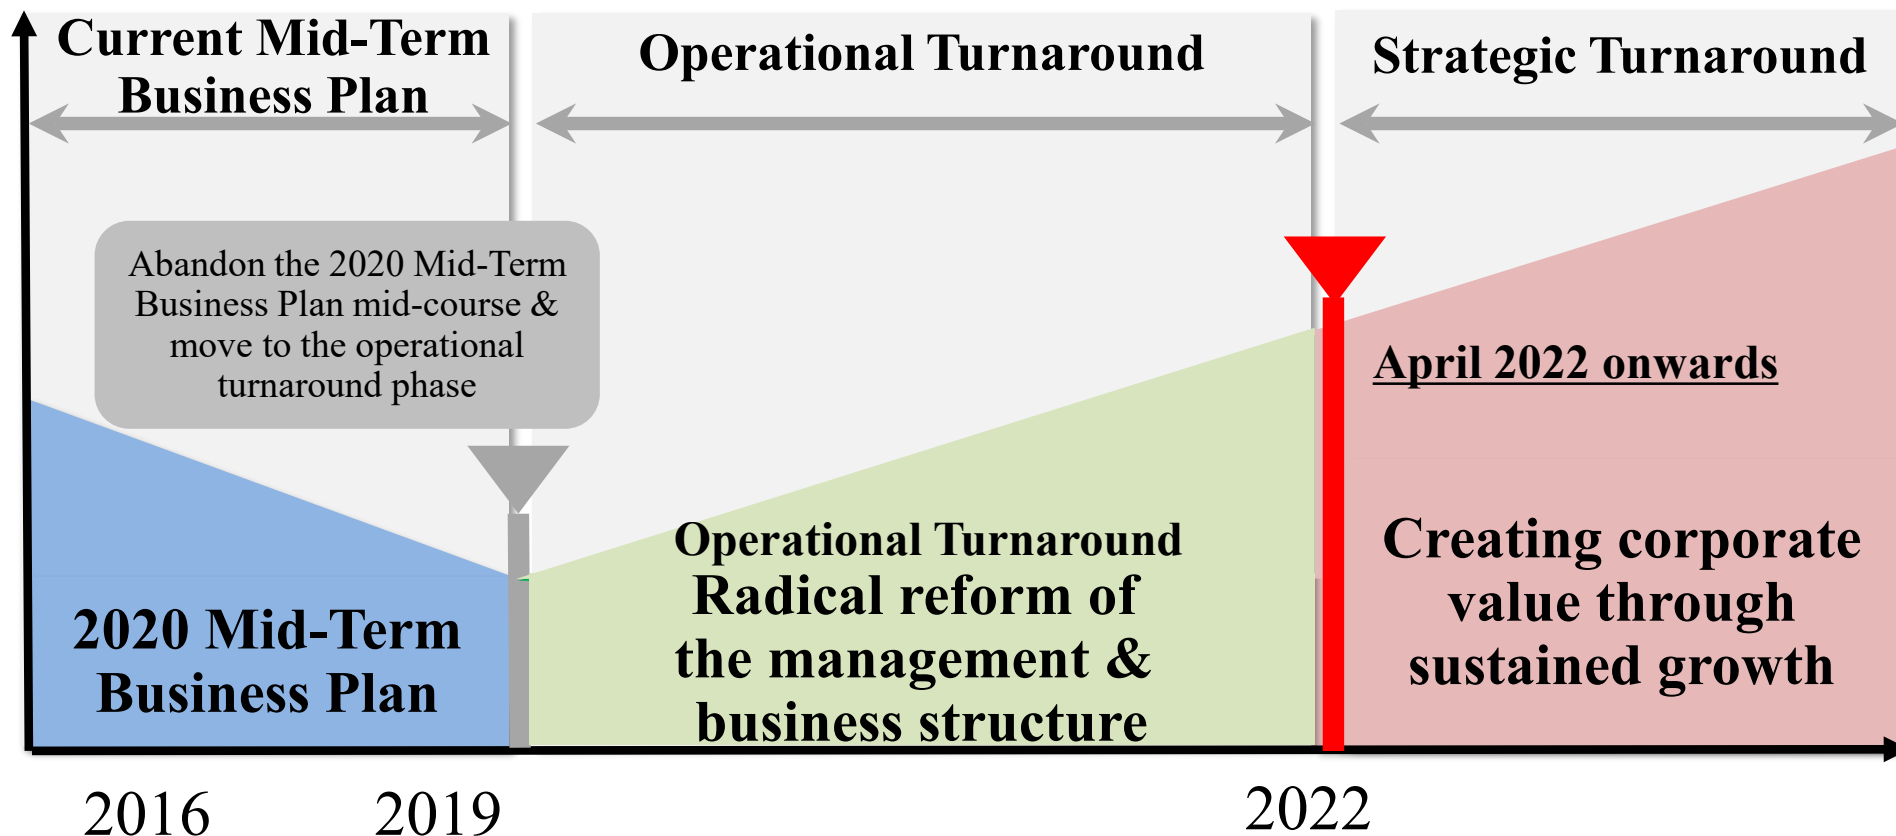 Current Mid-Term
Business Plan
Operational Turnaround
Strategic Turnaround
Abandon the 2020 Mid-Term
Business Plan mid-course &
move to the operational
turnaround phase
April 2022 onwards
2020 Mid-Term
Business Plan
Operational Turnaround
Radical reform of
the management &
business structure
Creating corporate
value through
sustained growth
2016
2019
2022